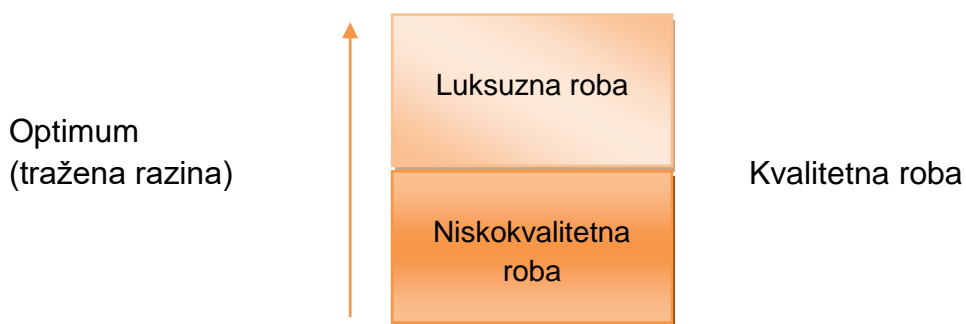 Luksuzna roba
Optimum
(tražena razina)
Kvalitetna roba
Niskokvalitetna
roba